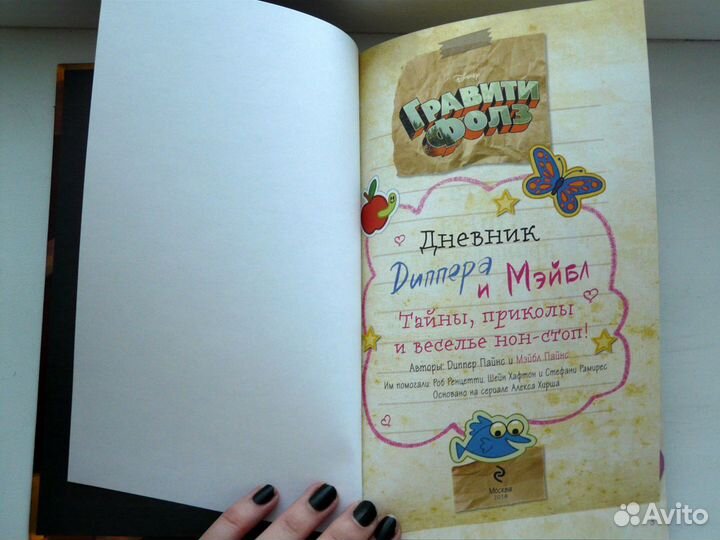 Disney
ГРАВИТИ
ФОЛЗ
Дневник
Диппера
и Мэйбл
Тайны, приколы
и веселье нон-стоп!
Авторы: Диппер Пайнс и Мэйбл Пайнс
Им помогали: Роб Ренцетти, Шейн Хафтон и Стефани Рамирес
Основано на сериале Алекса Хирша
Москва
Avito